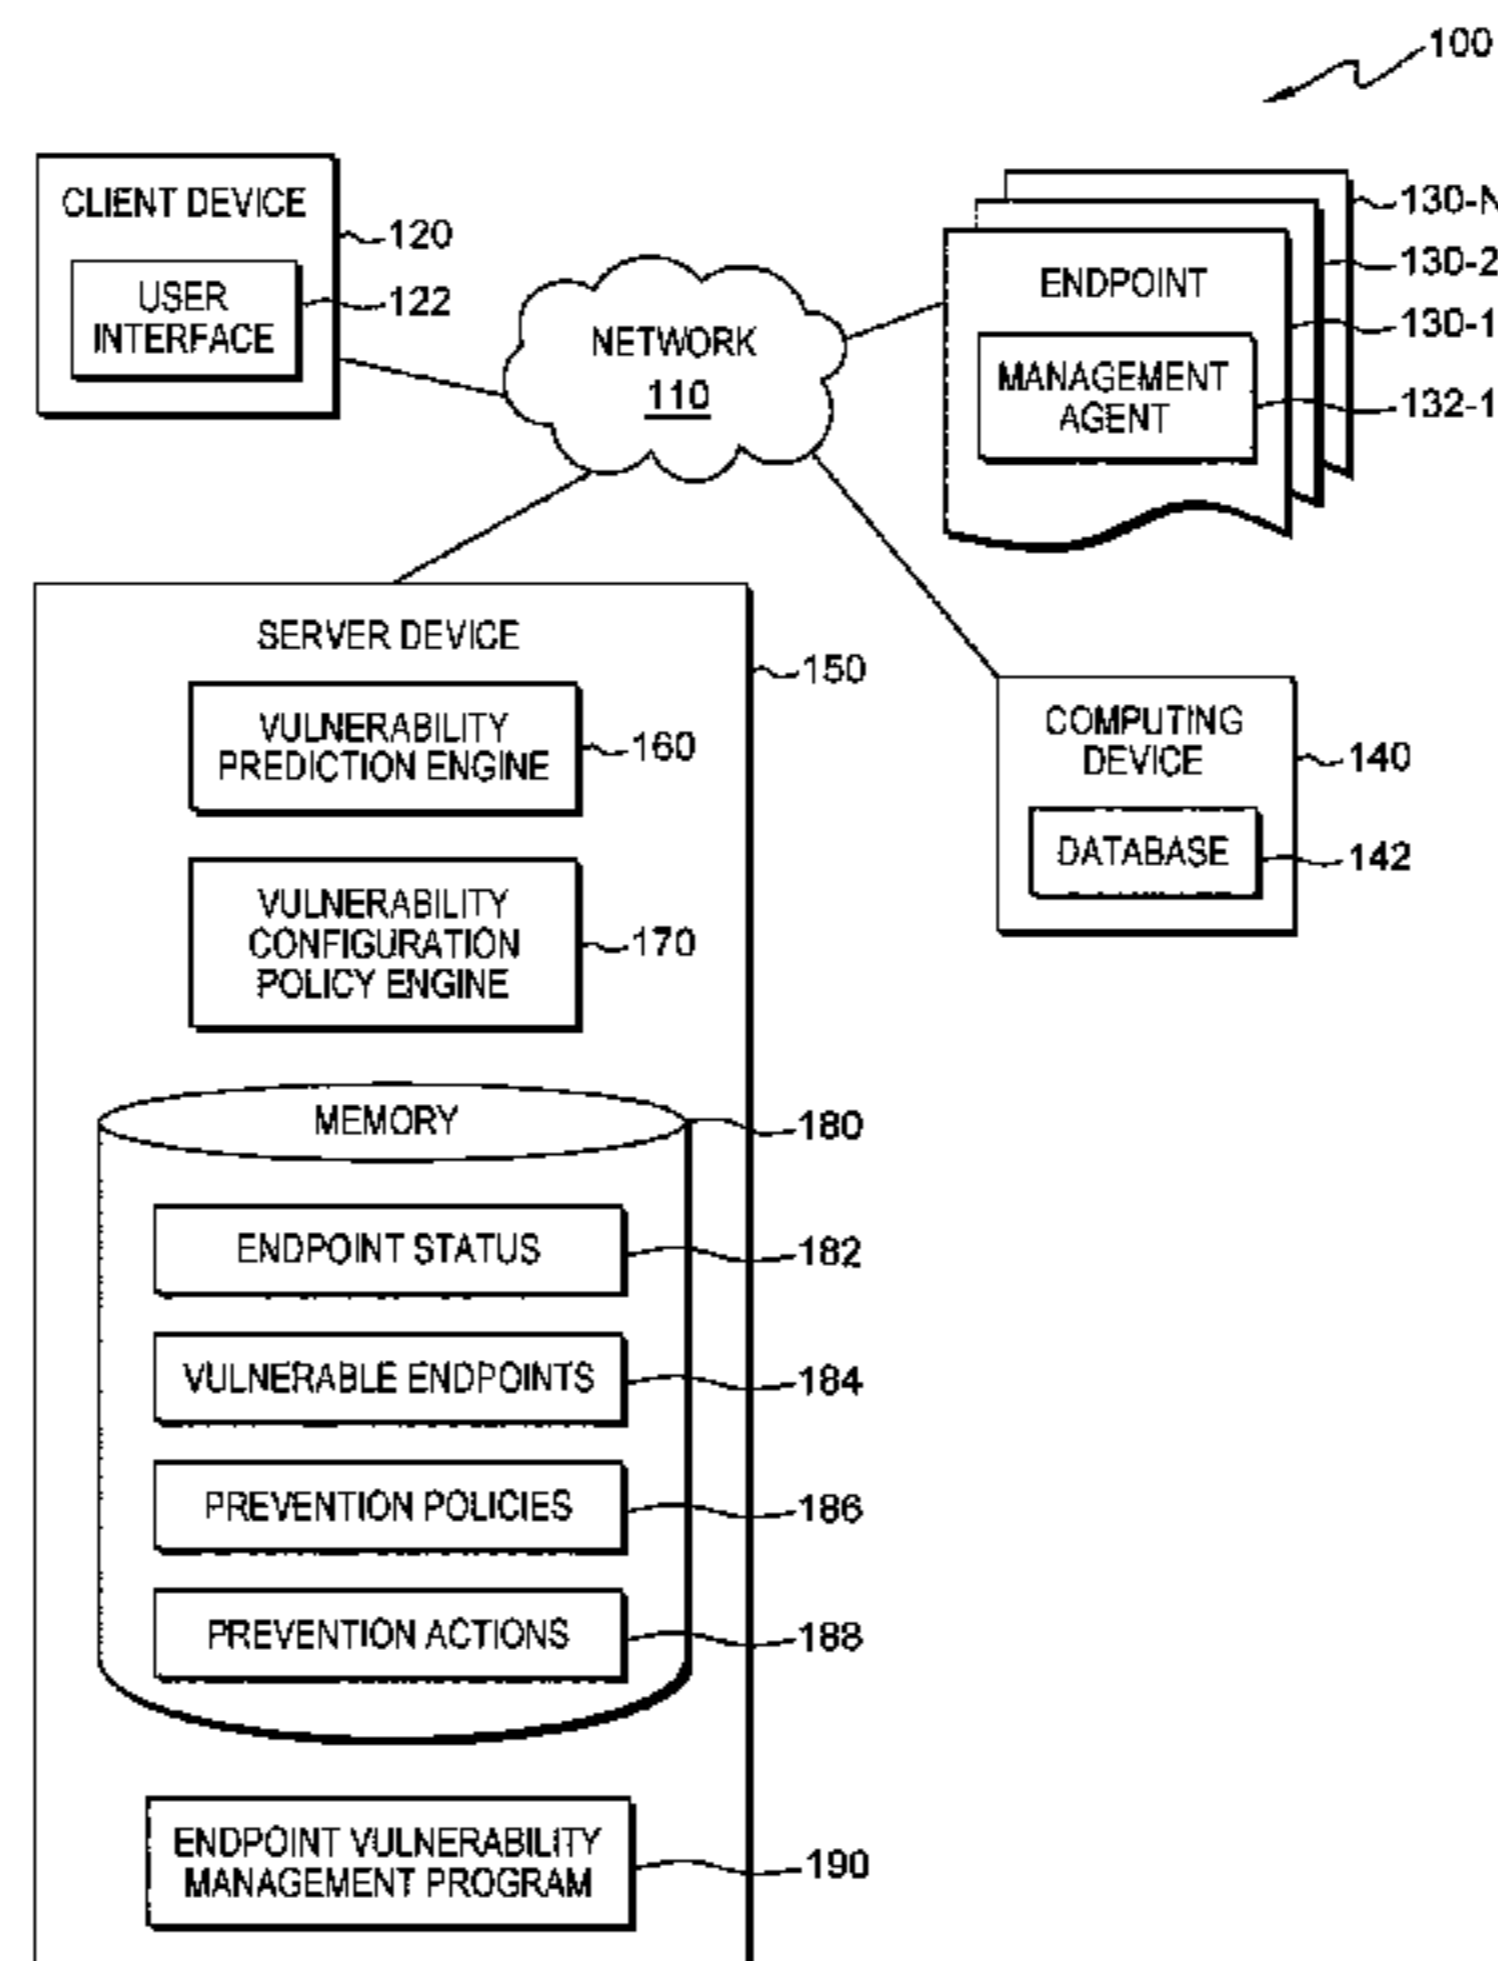 100
CLIENT DEVICE
120
USER
INTERFACE
122
NETWORK
110
130-N
130-2
130-1
ENDPOINT
MANAGEMENT
AGENT
132-1
SERVER DEVICE
150
VULNERABILITY
PREDICTION ENGINE
160
VULNERABILITY
CONFIGURATION
POLICY ENGINE
170
COMPUTING
DEVICE
140
DATABASE
142
MEMORY
180
ENDPOINT STATUS
182
VULNERABLE ENDPOINTS
184
PREVENTION POLICIES
186
PREVENTION ACTIONS
188
ENDPOINT VULNERABILITY
MANAGEMENT PROGRAM
190